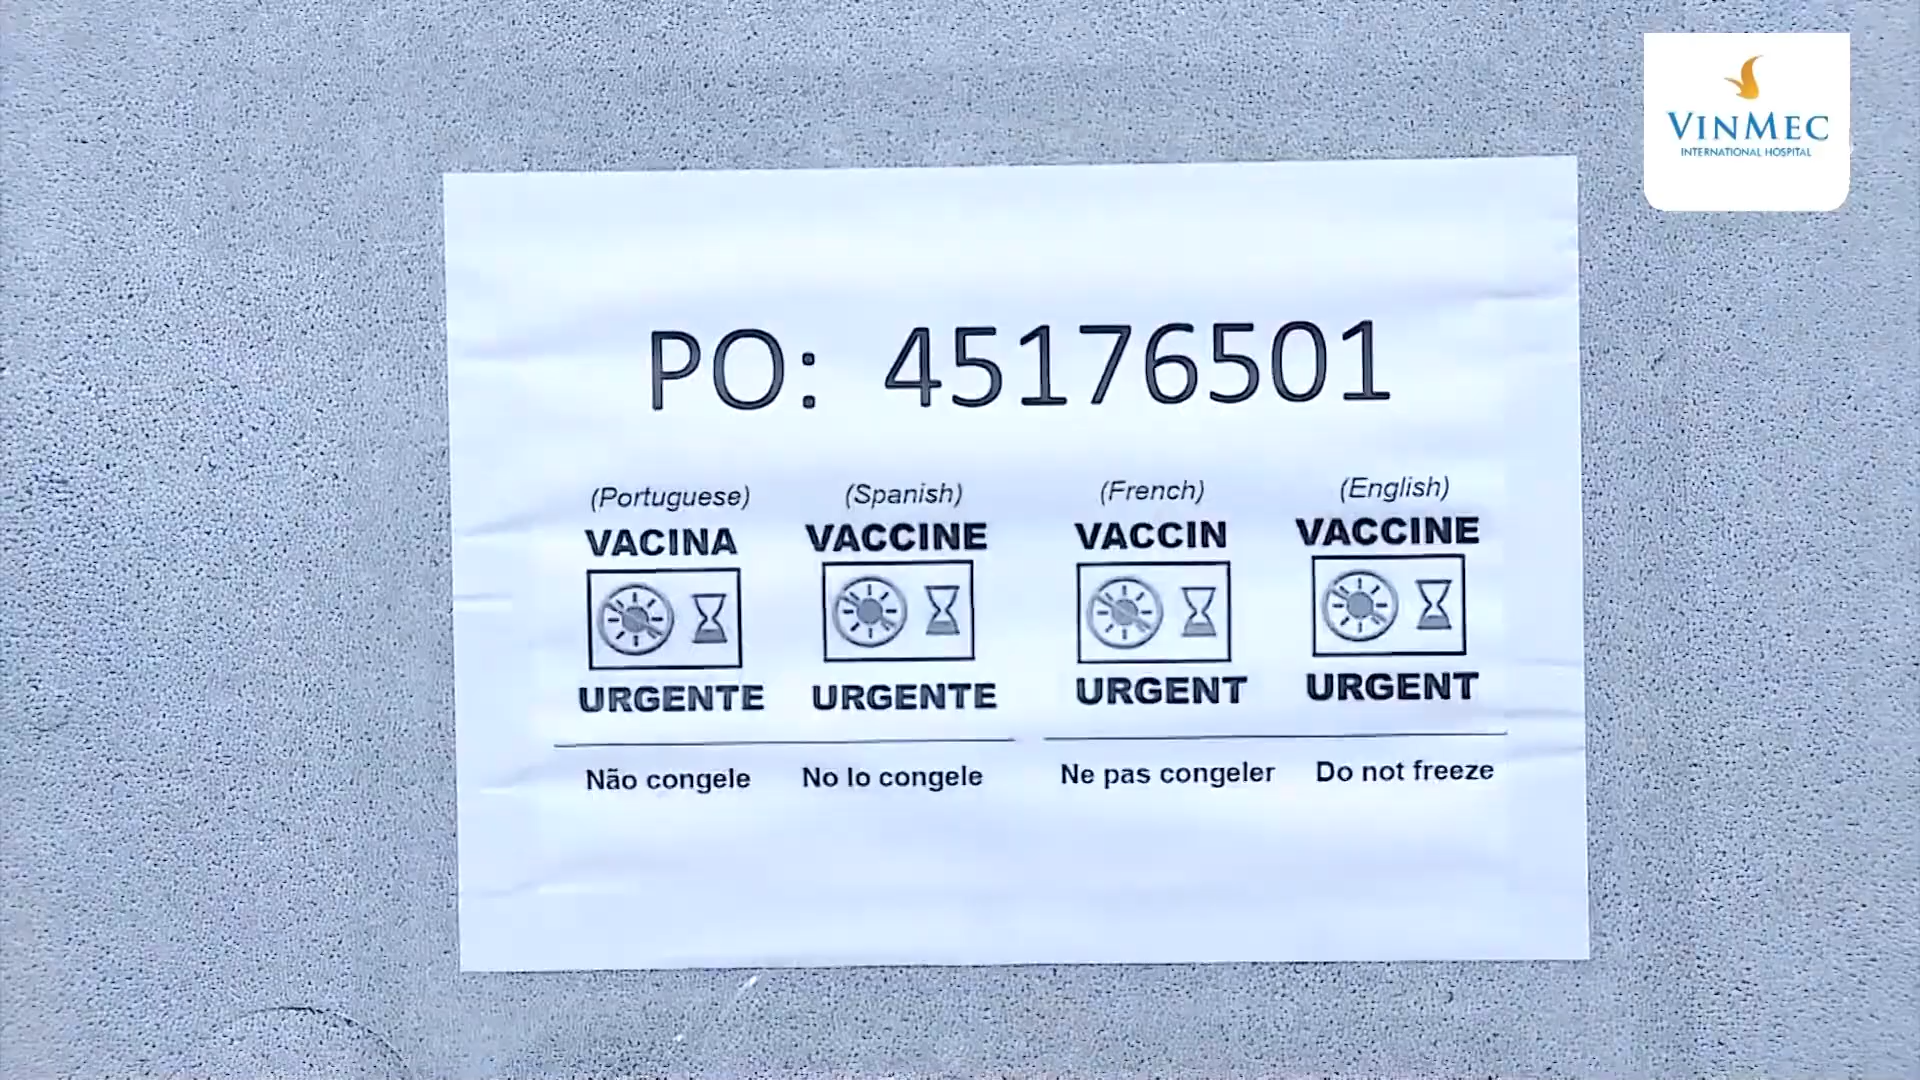 VINMEC
INTERNATIONAL HOSPITAL
PO: 45176501
(Portuguese) (Spanish) (French) (English)
VACINA VACCINE VACCIN VACCINE
URGENTE URGENTE URGENT URGENT
Não congele No lo congele Ne pas congeler Do not freeze